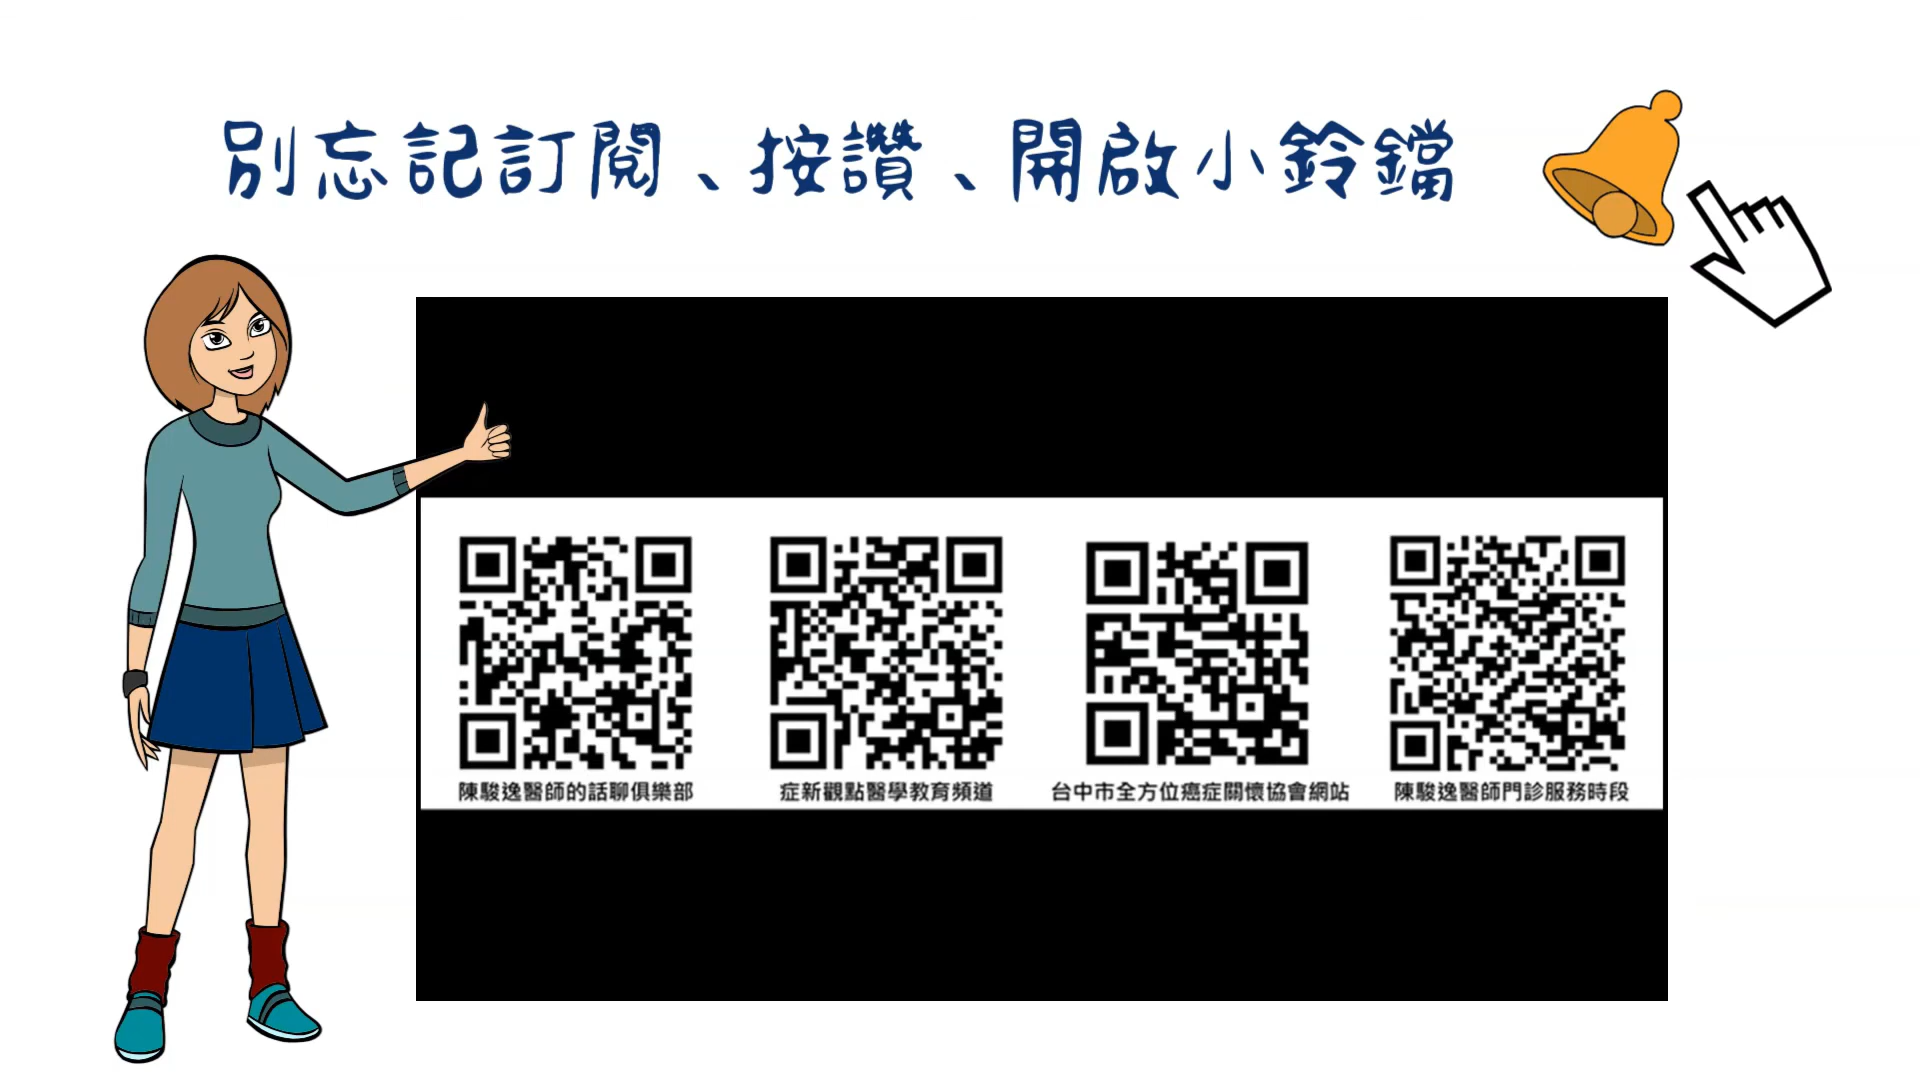 別忘記訂閱、按讚、開啟小鈴鐺
陳駿逸醫師的話聊俱樂部
症新觀點醫學教育頻道
台中市全方位癌症關懷協會網站
陳駿逸醫師門診服務時段